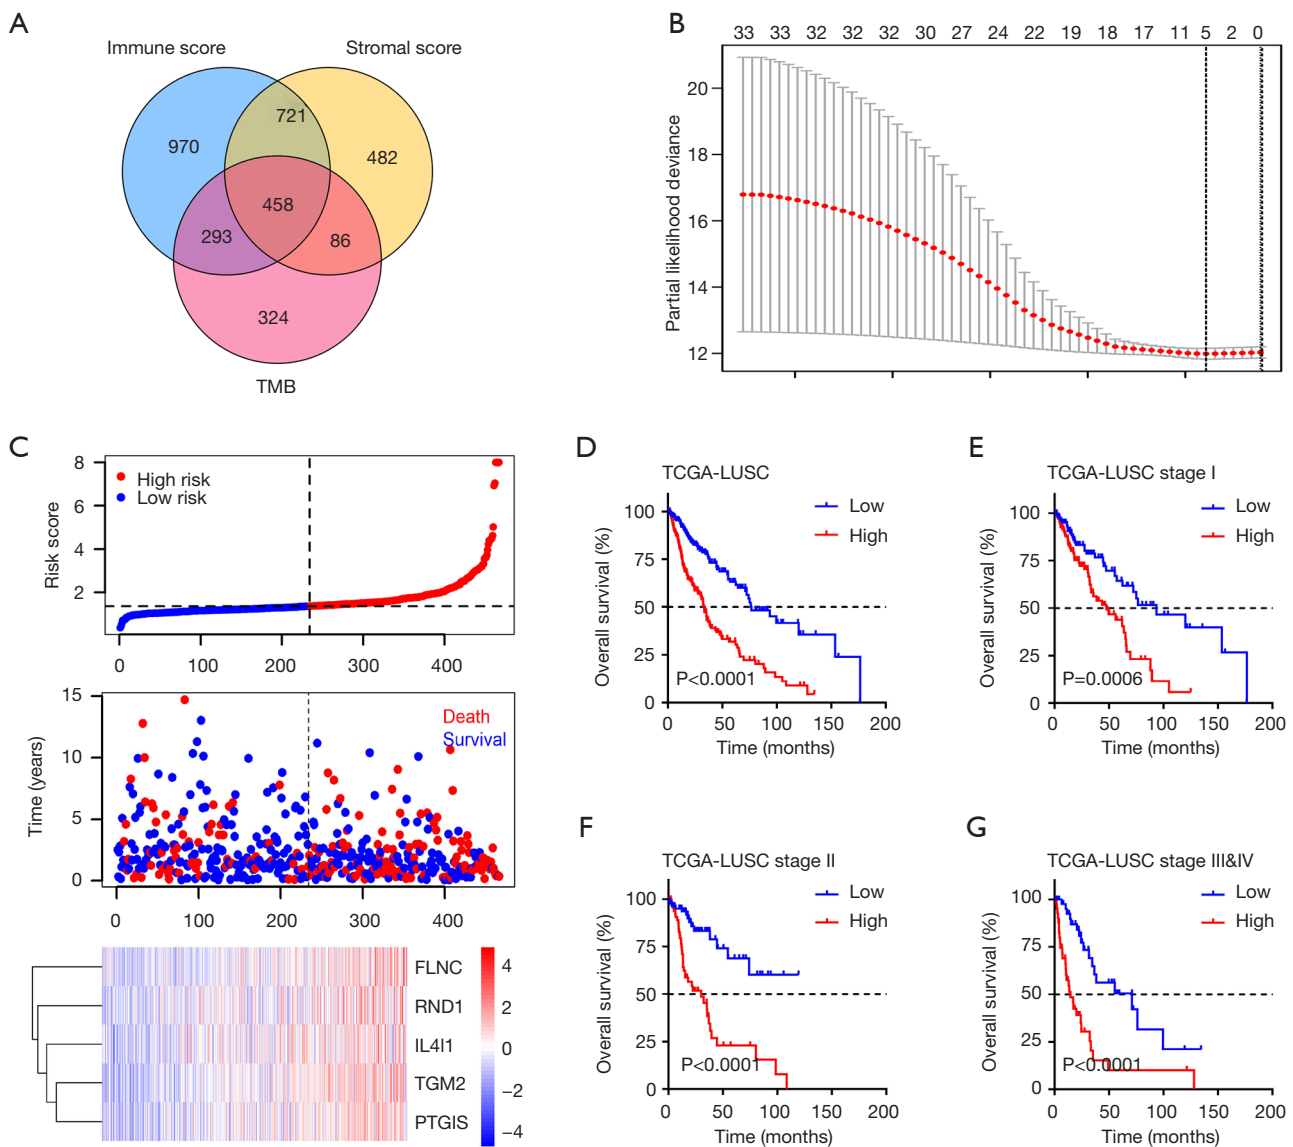 A
Immune score
Stromal score
721
970
482
458
293
86
324
TMB
B
33 33 32 32 32 30 27 24 22 19 18 17 11 5 2 0
Partial likelihood deviance
20
18
16
14
12
C
Risk score
8
6
4
2
High risk
Low risk
0 100 200 300 400
Time (years)
15
10
5
0
Death
Survival
0 100 200 300 400
FLNC
RND1
IL4I1
TGM2
PTGIS
4
2
0
−2
−4
D
TCGA-LUSC
Low
High
Overall survival (%)
100
75
50
25
0
P<0.0001
0 50 100 150 200
Time (months)
E
TCGA-LUSC stage I
Low
High
Overall survival (%)
100
75
50
25
0
P=0.0006
0 50 100 150 200
Time (months)
F
TCGA-LUSC stage II
Low
High
Overall survival (%)
100
75
50
25
0
P<0.0001
0 50 100 150 200
Time (months)
G
TCGA-LUSC stage III&IV
Low
High
Overall survival (%)
100
75
50
25
0
P<0.0001
0 50 100 150 200
Time (months)